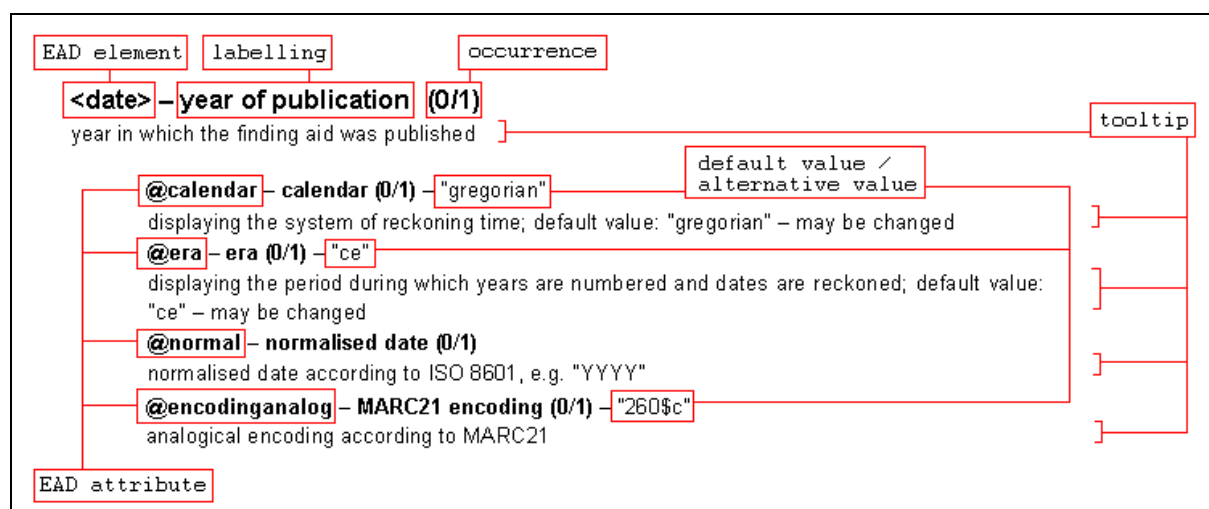 EAD element labelling occurrence
<date> – year of publication (0/1)
year in which the finding aid was published
tooltip
default value /
alternative value
@calendar – calendar (0/1) – "gregorian"
displaying the system of reckoning time; default value: "gregorian" – may be changed
@era – era (0/1) – "ce"
displaying the period during which years are numbered and dates are reckoned; default value:
"ce" – may be changed
@normal – normalised date (0/1)
normalised date according to ISO 8601, e.g. "YYYY"
@encodinganalog – MARC21 encoding (0/1) – "260$c"
analogical encoding according to MARC21
EAD attribute